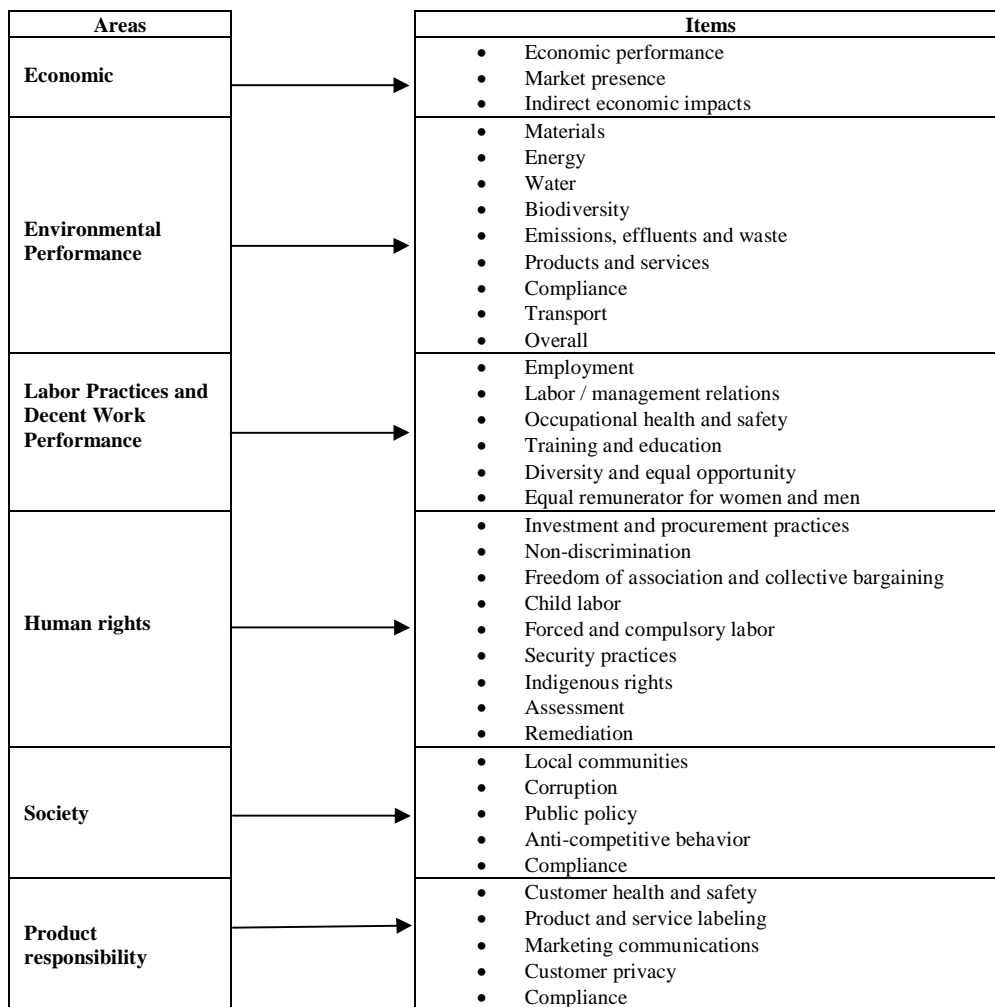 Areas
Items
Economic
• Economic performance
• Market presence
• Indirect economic impacts
Environmental
Performance
• Materials
• Energy
• Water
• Biodiversity
• Emissions, effluents and waste
• Products and services
• Compliance
• Transport
• Overall
Labor Practices and
Decent Work
Performance
• Employment
• Labor / management relations
• Occupational health and safety
• Training and education
• Diversity and equal opportunity
• Equal remunerator for women and men
Human rights
• Investment and procurement practices
• Non-discrimination
• Freedom of association and collective bargaining
• Child labor
• Forced and compulsory labor
• Security practices
• Indigenous rights
• Assessment
• Remediation
Society
• Local communities
• Corruption
• Public policy
• Anti-competitive behavior
• Compliance
Product
responsibility
• Customer health and safety
• Product and service labeling
• Marketing communications
• Customer privacy
• Compliance